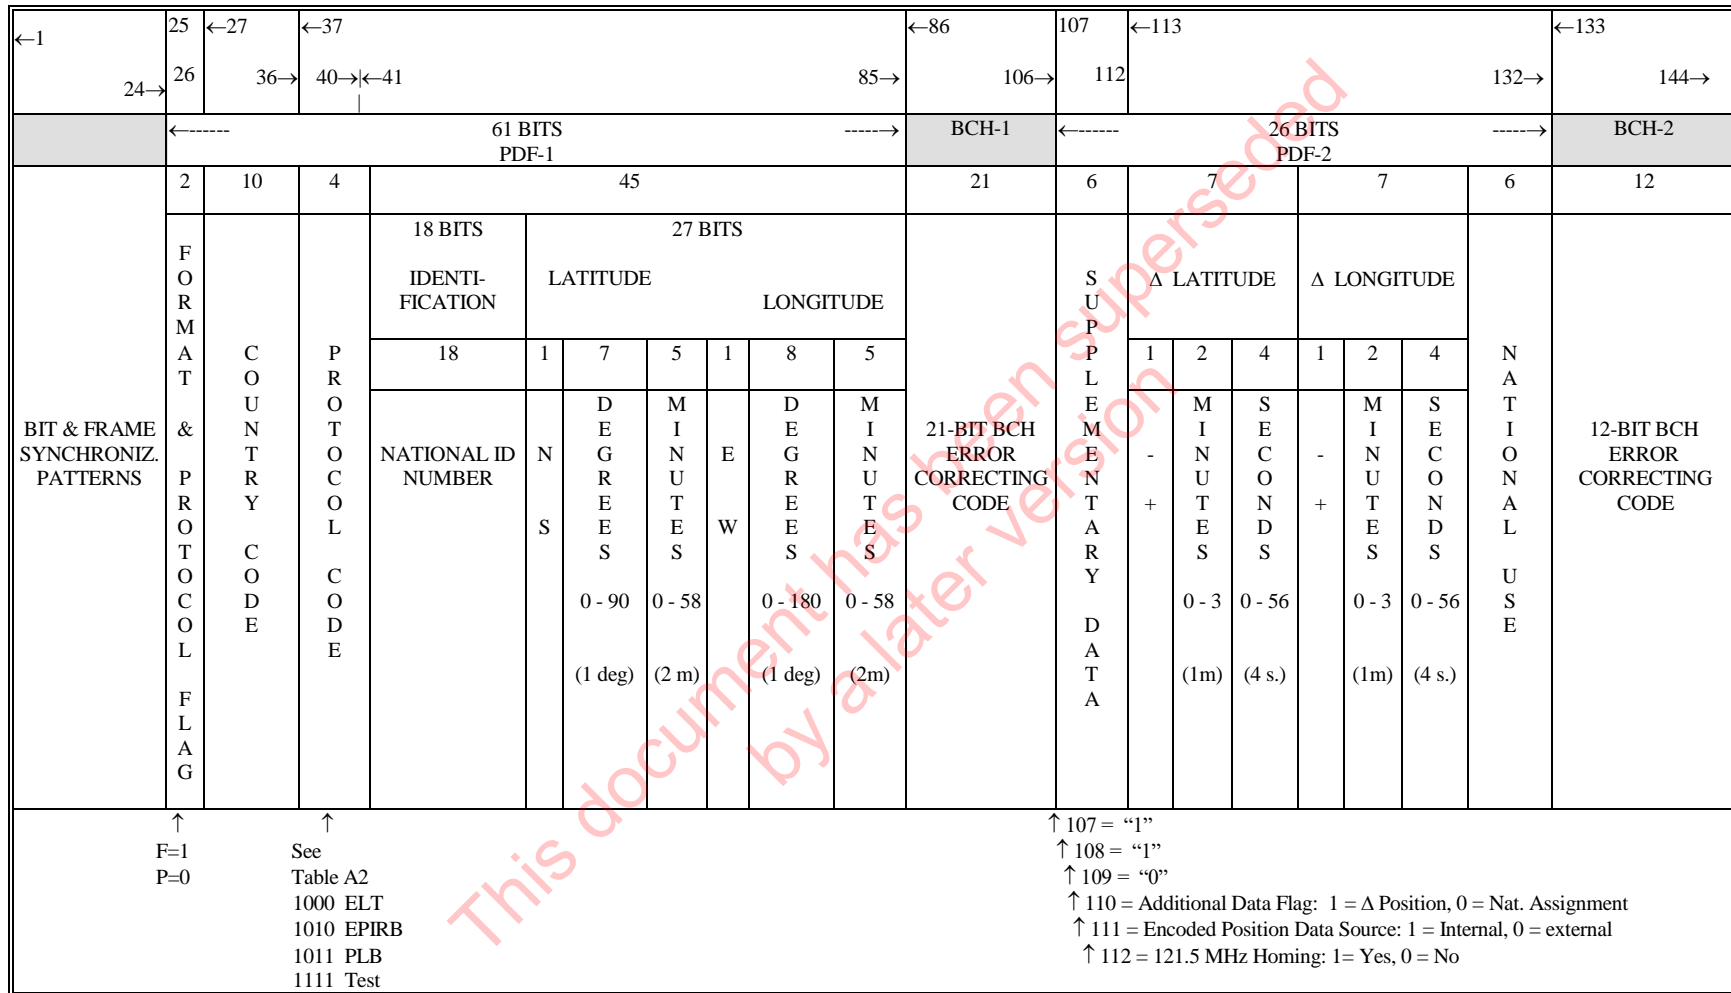 ←1 25 ←27 ←37 ←86 107 ←113 ←133
24→ 26 36→ 40→|←41 85→ 106→ 112 132→ 144→
|
←------ 61 BITS -----→ BCH-1 ←------ 26 BITS -----→ BCH-2
PDF-1 PDF-2
2 10 4 45 21 6 7 7 6 12
BIT & FRAME
SYNCHRONIZ.
PATTERNS
FORMAT & PROTOCOL FLAG
COUNTRY CODE
PROTOCOL CODE
18 BITS
IDENTI-
FICATION
18
NATIONAL ID
NUMBER
27 BITS
LATITUDE
LONGITUDE
1 7 5 1 8 5
N
S
DEGREES
0 - 90
(1 deg)
MINUTES
0 - 58
(2 m)
E
W
DEGREES
0 - 180
(1 deg)
MINUTES
0 - 58
(2m)
21-BIT BCH
ERROR
CORRECTING
CODE
SUPPLEMENTARY DATA
Δ LATITUDE
1 2 4
-
+
MINUTES
0 - 3
(1m)
SECONDS
0 - 56
(4 s.)
Δ LONGITUDE
1 2 4
-
+
MINUTES
0 - 3
(1m)
SECONDS
0 - 56
(4 s.)
NATIONAL USE
12-BIT BCH
ERROR
CORRECTING
CODE
↑
F=1
P=0
↑
See
Table A2
1000 ELT
1010 EPIRB
1011 PLB
1111 Test
↑ 107 = “1”
↑ 108 = “1”
↑ 109 = “0”
↑ 110 = Additional Data Flag: 1 = Δ Position, 0 = Nat. Assignment
↑ 111 = Encoded Position Data Source: 1 = Internal, 0 = external
↑ 112 = 121.5 MHz Homing: 1= Yes, 0 = No
This document has been superseded
by a later version